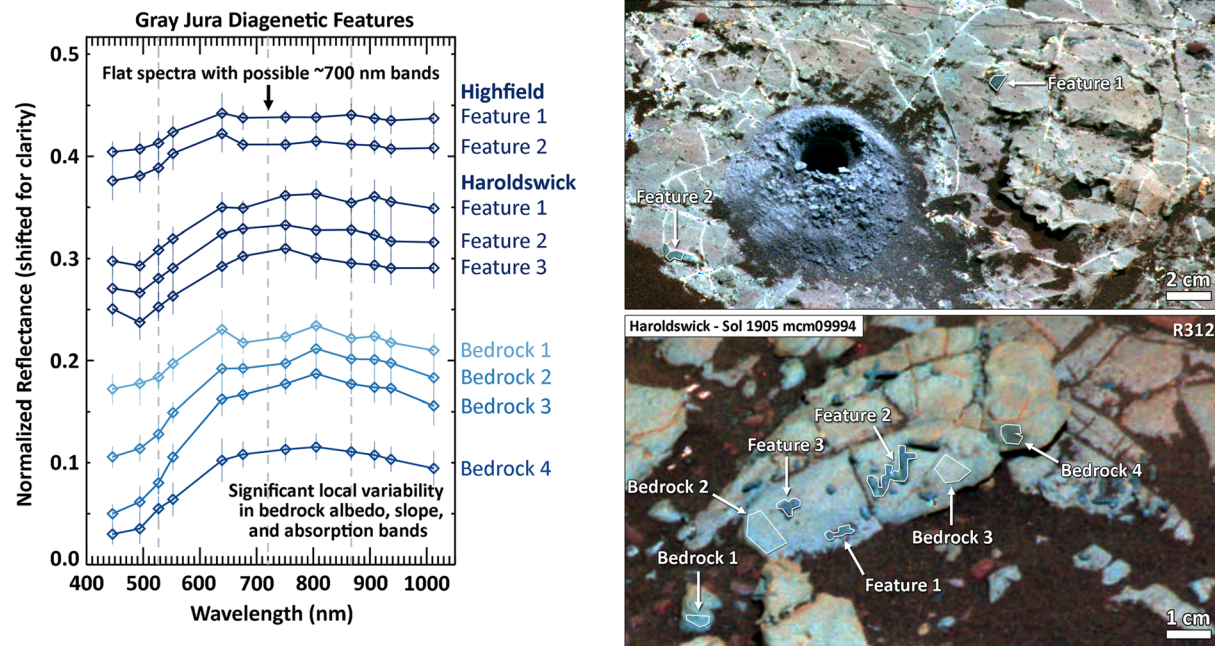 Gray Jura Diagenetic Features
Normalized Reflectance (shifted for clarity)
0.5
0.4
0.3
0.2
0.1
0.0
Flat spectra with possible ~700 nm bands
Highfield
Feature 1
Feature 2
Haroldswick
Feature 1
Feature 2
Feature 3
Bedrock 1
Bedrock 2
Bedrock 3
Bedrock 4
Significant local variability
in bedrock albedo, slope,
and absorption bands
400 500 600 700 800 900 1000
Wavelength (nm)
Feature 1
Feature 2
2 cm
Haroldswick - Sol 1905 mcm09994
R312
Feature 2
Feature 3
Bedrock 4
Bedrock 2
Bedrock 3
Bedrock 1
Feature 1
1 cm